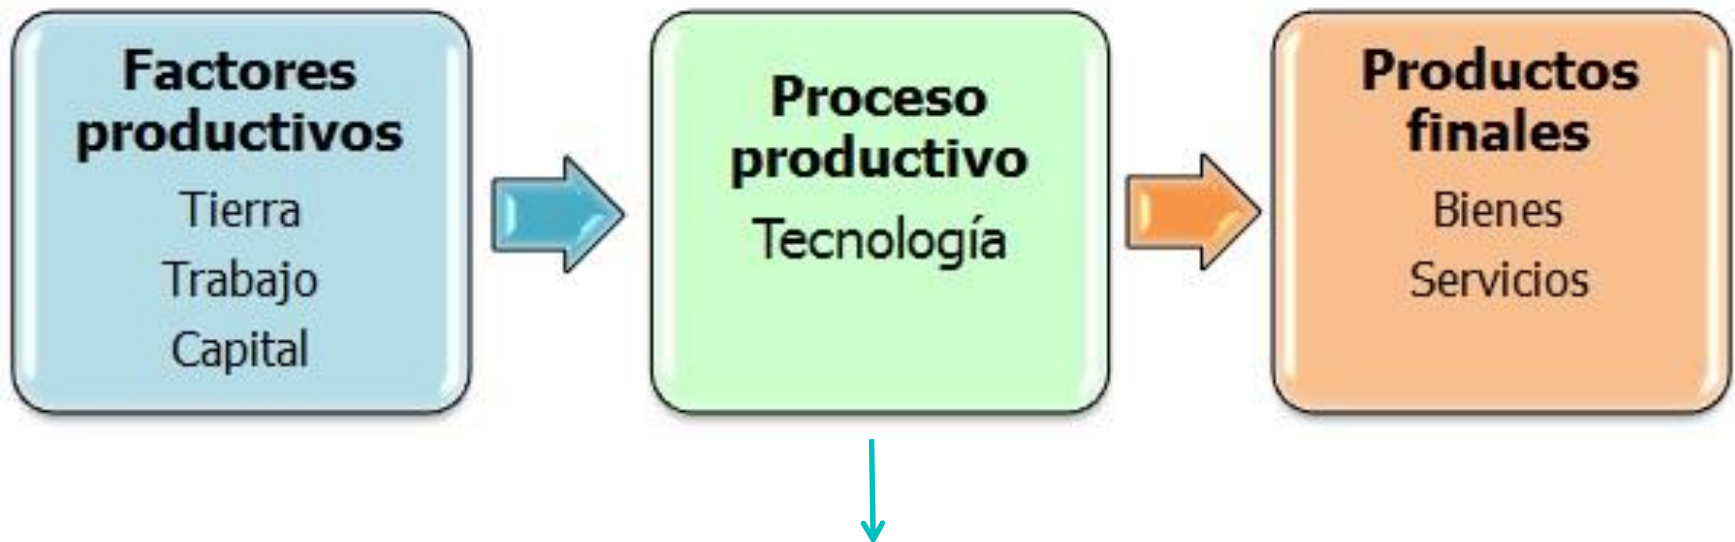 Factores
productivos
Tierra
Trabajo
Capital
Proceso
productivo
Tecnología
Productos
finales
Bienes
Servicios